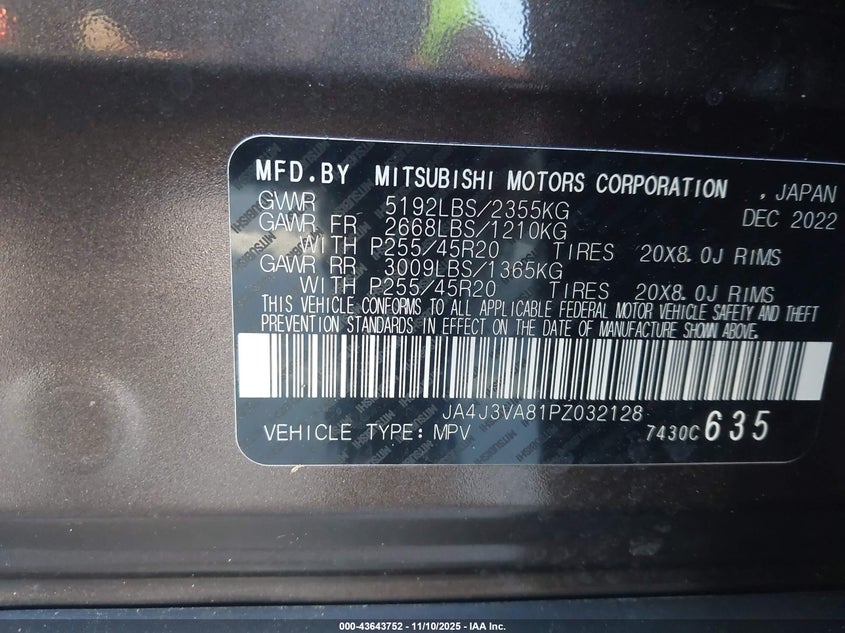 MFD.BY MITSUBISHI MOTORS CORPORATION , JAPAN
GVWR 5192LBS/2355KG DEC 2022
GAWR FR 2668LBS/1210KG
WITH P255/45R20 TIRES 20X8.0J RIMS
GAWR RR 3009LBS/1365KG
WITH P255/45R20 TIRES 20X8.0J RIMS
THIS VEHICLE CONFORMS TO ALL APPLICABLE FEDERAL MOTOR VEHICLE SAFETY AND THEFT
PREVENTION STANDARDS IN EFFECT ON THE DATE OF MANUFACTURE SHOWN ABOVE.
JA4J3VA81PZ032128
VEHICLE TYPE: MPV 7430C 635
000-43643752 — 11/10/2025 — IAA Inc.